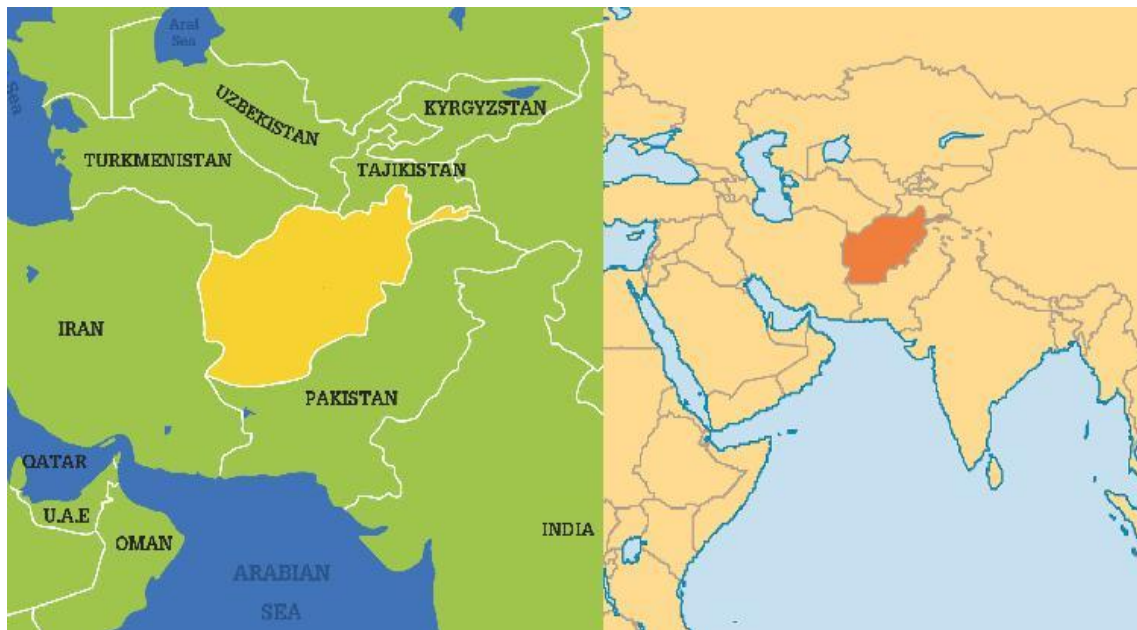 Aral
Sea
Sea
UZBEKISTAN
KYRGYZSTAN
TURKMENISTAN
TAJIKISTAN
IRAN
PAKISTAN
QATAR
U.A.E
OMAN
INDIA
ARABIAN
SEA